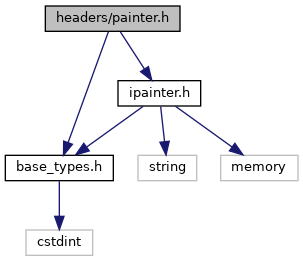 headers/painter.h
ipainter.h
base_types.h
string
memory
cstdint